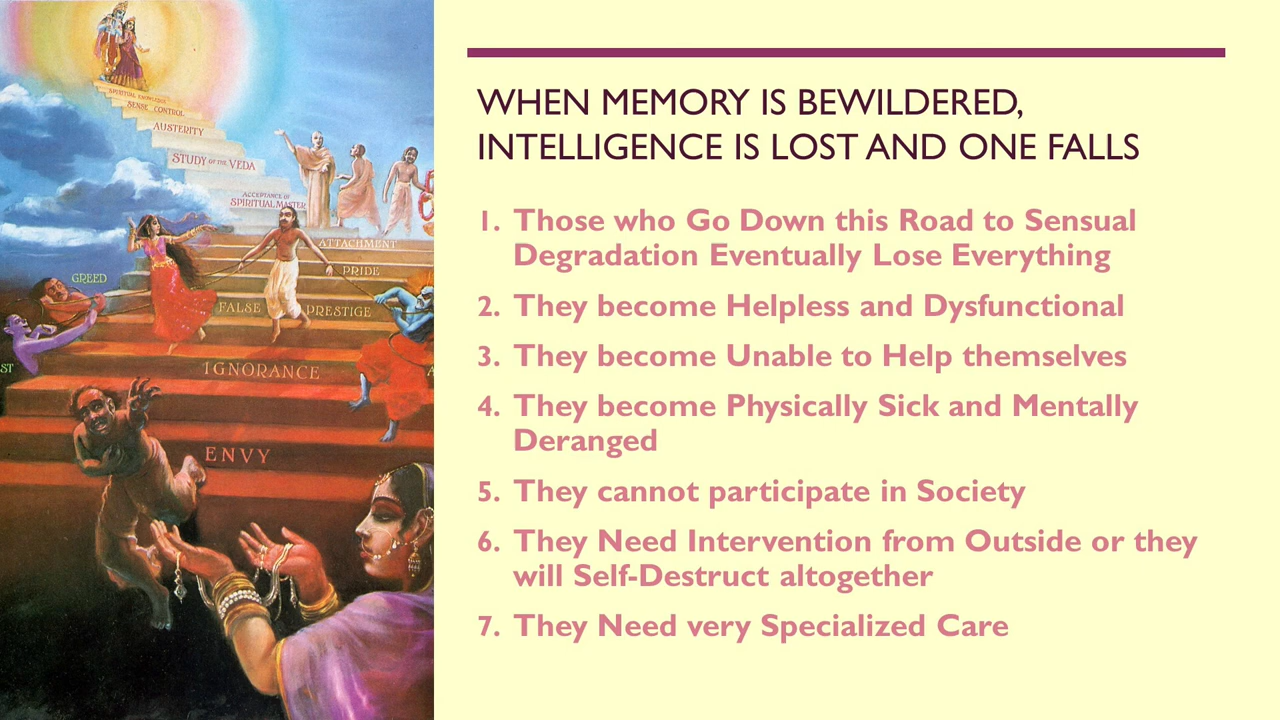 SPIRITUAL KNOWLEDGE
SENSE CONTROL
AUSTERITY
STUDY OF THE VEDA
ACCEPTANCE OF
SPIRITUAL MASTER
ATTACHMENT
PRIDE
GREED
FALSE PRESTIGE
ST
IGNORANCE
A
ENVY
WHEN MEMORY IS BEWILDERED,
INTELLIGENCE IS LOST AND ONE FALLS
1. Those who Go Down this Road to Sensual
Degradation Eventually Lose Everything
2. They become Helpless and Dysfunctional
3. They become Unable to Help themselves
4. They become Physically Sick and Mentally
Deranged
5. They cannot participate in Society
6. They Need Intervention from Outside or they
will Self-Destruct altogether
7. They Need very Specialized Care